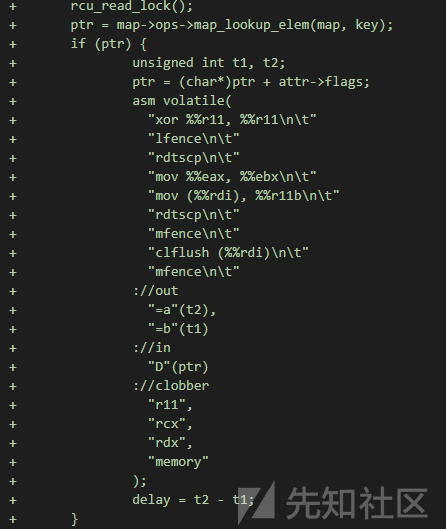 + rcu_read_lock();
+ ptr = map->ops->map_lookup_elem(map, key);
+ if (ptr) {
+ unsigned int t1, t2;
+ ptr = (char*)ptr + attr->flags;
+ asm volatile(
+ "xor %%r11, %%r11\n\t"
+ "lfence\n\t"
+ "rdtscp\n\t"
+ "mov %%eax, %%ebx\n\t"
+ "mov (%%rdi), %%r11b\n\t"
+ "rdtscp\n\t"
+ "mfence\n\t"
+ "clflush (%%rdi)\n\t"
+ "mfence\n\t"
+ ://out
+ "=a"(t2),
+ "=b"(t1)
+ ://in
+ "D"(ptr)
+ ://clobber
+ "r11",
+ "rcx",
+ "rdx",
+ "memory"
+ );
+ delay = t2 - t1;
+ }
先知社区